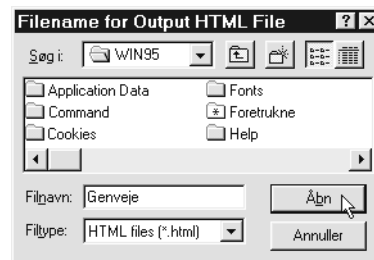 Filename for Output HTML File
Søg i: WIN95
Application Data Fonts
Command Foretrukne
Cookies Help
Filnavn: Genveje Åbn
Filtype: HTML files (*.html) Annuller